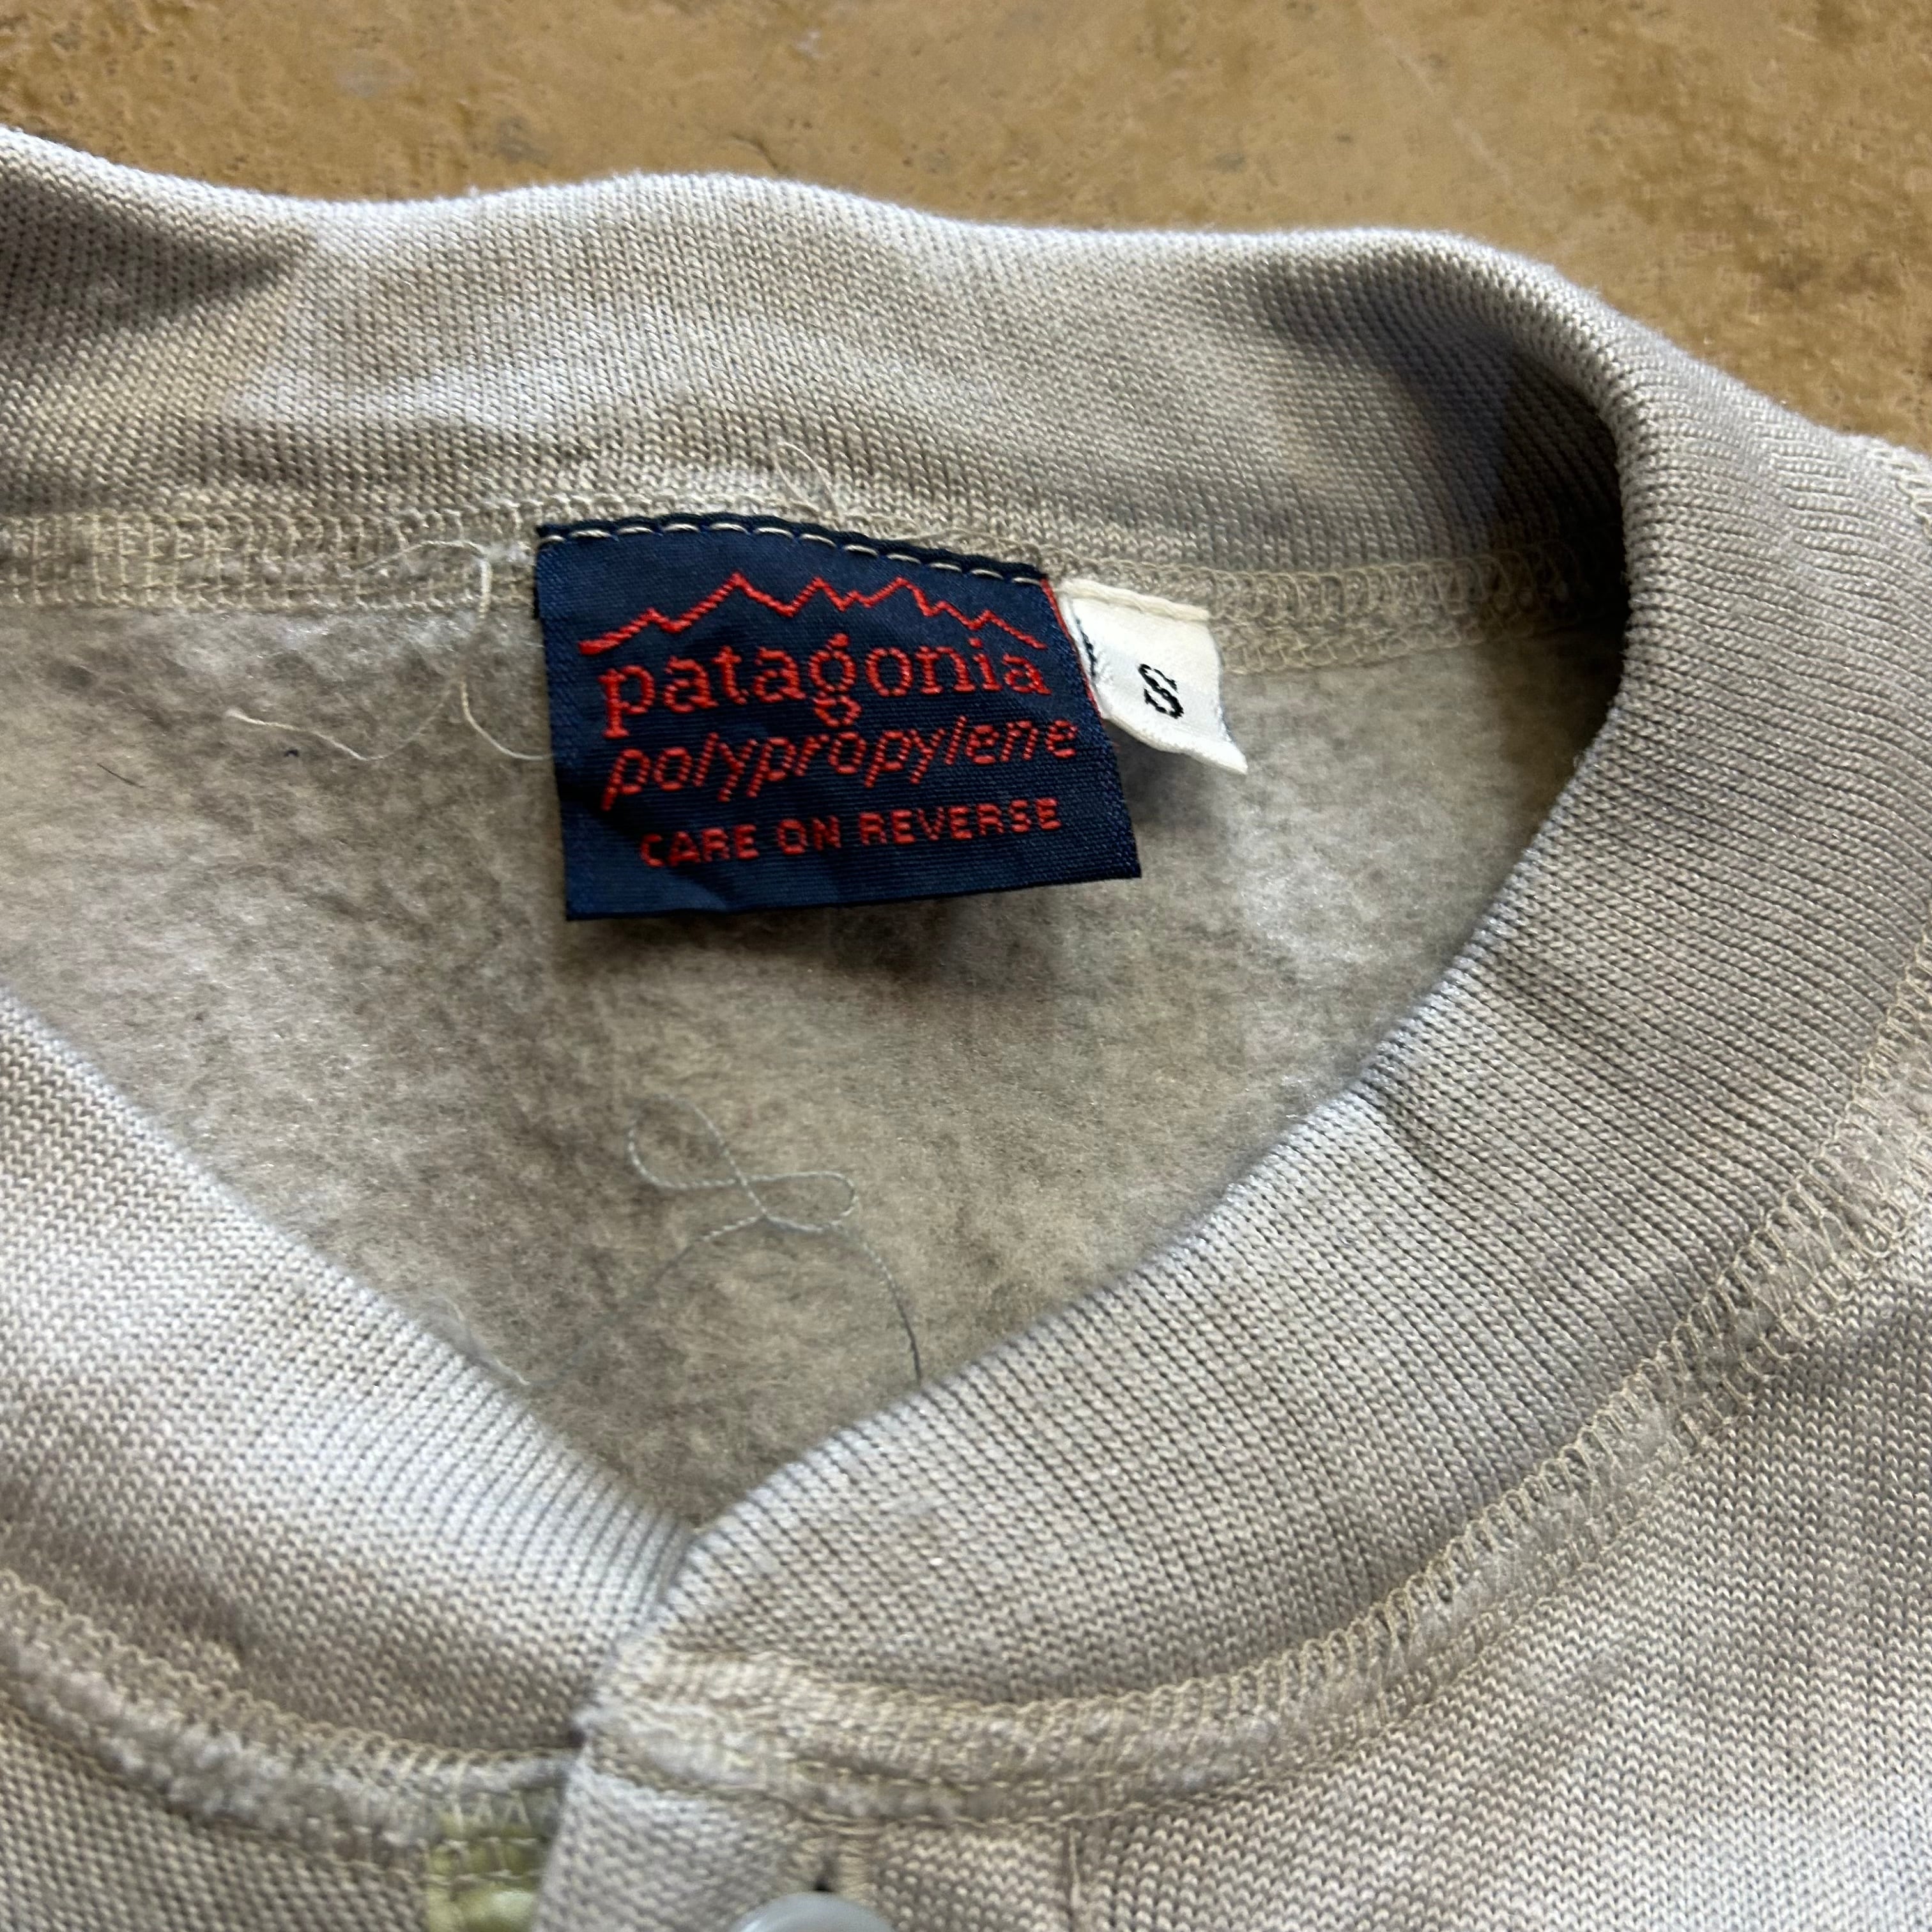 patagonia
polypropylene
CARE ON REVERSE
S